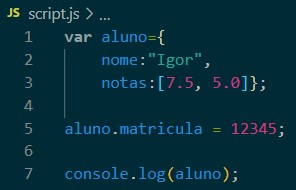 JS script.js > ...
1 var aluno={
2 nome:"Igor",
3 notas:[7.5, 5.0]};
4
5 aluno.matricula = 12345;
6
7 console.log(aluno);